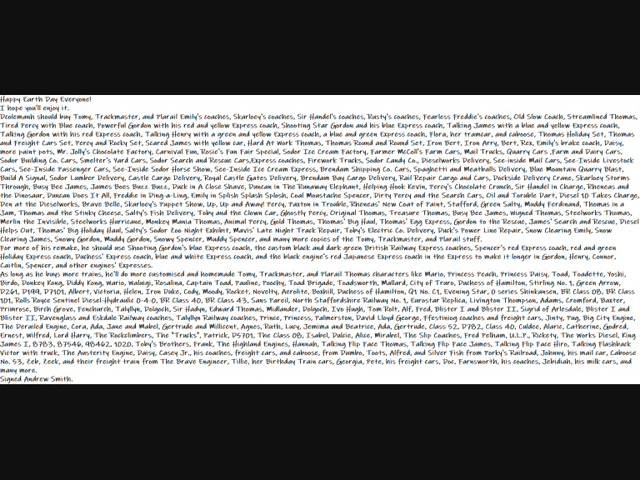 Happy Earth Day Everyone!
I hope you'll enjoy it.
Dcolemanh should buy Tomy, Trackmaster, and Plarail Emily's coaches, Skarloey's coaches, Sir Handel's coaches, Rusty's coaches, Fearless Freddie's coaches, Old Slow Coach, Streamlined Thomas,
Tired Percy with Blue coach, Powerful Gordon with his red and yellow Express coach, Shooting Star Gordon and his blue Express coach, Talking James with a blue and yellow Express coach,
Talking Gordon with his red Express coach, Talking Henry with a green and yellow Express coach, a blue and green Express coach, Flora, her tramcar, and caboose, Thomas Holiday Set, Thomas
and Freight Cars Set, Percy and Rocky Set, Scared James with yellow car, Hard At Work Thomas, Thomas Round and Round Set, Iron Bert, Iron Arry, Bert, Rex, Emily's brake coach, Daisy,
more paint pots, Mr. Jolly's Chocolate Factory, Carnival Fun, Rosie's Fun Fair Special, Sodor Ice Cream Factory, Farmer McColl's Farm Cars, Mail Trucks, Quarry Cars ,Farm and Dairy Cars,
Sodor Building Co. Cars, Smelter's Yard Cars, Sodor Search and Rescue Cars,Express coaches, Firework Trucks, Sodor Candy Co., Dieselworks Delivery, See-inside Mail Cars, See-Inside Livestock
Cars, See-Inside Passenger Cars, See-Inside Sodor Horse Show, See-Inside Ice Cream Express, Brendam Shipping Co. Cars, Spaghetti and Meatballs Delivery, Blue Mountain Quarry Blast,
Build A Signal, Sodor Lumber Delivery, Castle Cargo Delivery, Royal Castle Gates Delivery, Brendam Bay Cargo Delivery, Rail Repair Cargo and Cars, Dockside Delivery Crane, Skarloey Storms
Through, Busy Bee James, James Goes Buzz Buzz, Duck in A Close Shave, Duncan in The Runaway Elephant, Helping Hook Kevin, Percy's Chocolate Crunch, Sir Handel in Charge, Rheneas and
the Dinosaur, Duncan Does It All, Freddie in Ding-a-Ling, Emily in Splish Splash Splosh, Coal Moustache Spencer, Dirty Percy and the Search Cars, Oil and Tarable Dart, Diesel 10 Takes Charge,
Den at the Dieselworks, Brave Belle, Skarloey's Puppet Show, Up, Up and Away! Percy, Paxton in Trouble, Rheneas' New Coat of Paint, Stafford, Green Salty, Muddy Ferdinand, Thomas in a
Jam, Thomas and the Stinky Cheese, Salty's Fish Delivery, Toby and the Clown Car, Ghostly Percy, Original Thomas, Treasure Thomas, Busy Bee James, Wigned Thomas, Steelworks Thomas,
Merlin the Invisible, Steelworks Hurricane, Monkey Mania Thomas, Animal Percy, Gold Thomas, Thomas' Big Haul, Thomas' Egg Express, Gordon to the Rescue, James' Search and Rescue, Diesel
Helps Out, Thomas' Big Holiday Haul, Salty's Sodor Zoo Night Exhibit, Mavis' Late Night Track Repair, Toby's Electric Co. Delivery, Duck's Power Line Repair, Snow Clearing Emily, Snow
Clearing James, Snowy Gordon, Muddy Gordon, Snowy Spencer, Muddy Spencer, and many more copies of the Tomy, Trackmaster, and Plarail stuff.
For more of his remake, he should use Shooting Gordon's blue Express coach, the custom black and dark green British Railway Express coaches, Spencer's red Express coach, red and green
Holiday Express coach, Duchess' Express coach, blue and white Express coach, and the black engine's red Japanese Express coach in the Express to make it longer in Gordon, Henry, Connor,
Caitlin, Spencer, and other engines' Expresses.
As long as he brings more trains, he'll do more customised and homemade Tomy, Trackmaster, and Plarail Thomas characters like Mario, Princess Peach, Princess Daisy, Toad, Toadette, Yoshi,
Birdo, Donkey Kong, Diddy Kong, Wario, Waluigi, Rosalina, Captain Toad, Pauline, Poochy, Toad Brigade, Toadsworth, Mallard, City of Truro, Duchess of Hamilton, Stirling No. 1, Green Arrow,
D261, D199, D7101, Albert, Victoria, Helen, Iron Duke, Cody, Moody, Rocket, Novelty, Aerolite, Boxhill, Duchess of Hamilton, 99 No. C1, Evening Star, 0 series Shinkansen, BR Class 08, BR Class
101, Rolls Royce Sentinel Diesel-Hydraulic 0-4-0, BR Class 40, BR Class 43, Sans Pareil, North Staffordshire Railway No. 1, Eurostar Replica, Livingston Thompson, Adams, Cromford, Baxter,
Primrose, Birch Grove, Fenchurch, Talyllyn, Dolgoch, Sir Hadyn, Edward Thomas, Midlander, Dolgoch, Ivo Hugh, Tom Rolt, Alf, Fred, Blister I and Blister II, Sigrid of Arlesdale, Blister I and
Blister II, Ravenglass and Eskdale Railway coaches, Talyllyn Railway coaches, Prince, Princess, Palmerston, David Lloyd George, Ffestiniog coaches and freight cars, Jinty, Pug, Big City Engine,
The Derailed Engine, Cora, Ada, Jane and Mabel, Gertrude and Millicent, Agnes, Ruth, Lucy, Jemima and Beatrice, Ada, Gertrude, Class 52, D782, Class 40, Culdee, Alaric, Catherine, Godred,
Ernest, Wilfred, Lord Harry, The Truckdowns, The "Trucks", Patrick, D5701, The Class 08, Isabel, Dulcie, Alice, Mirabel, The Slip Coaches, Fred Pelham, U.L.P., Rickety, The Works Diesel, King
James I, 87B3, 87546, 98462, 1020, Toby's Brothers, Frank, The Highland Engines, Hannah, Talking Flip Face Thomas, Talking Flip Face James, Talking Flip Face Hiro, Talking Flashback
Victor with truck, The Austerity Engine, Daisy, Casey Jr., his coaches, freight cars, and caboose, from Dumbo, Toots, Alfred, and Silver Fish from Porky's Railroad, Johnny, his mail car, Caboose
No. 53, Zeb, Zeek, and their freight train from The Brave Engineer, Tillie, her Birthday Train cars, Georgia, Pete, his freight cars, Doc, Farnsworth, his coaches, Jebidiah, his milk cars, and
many more.
Signed Andrew Smith.